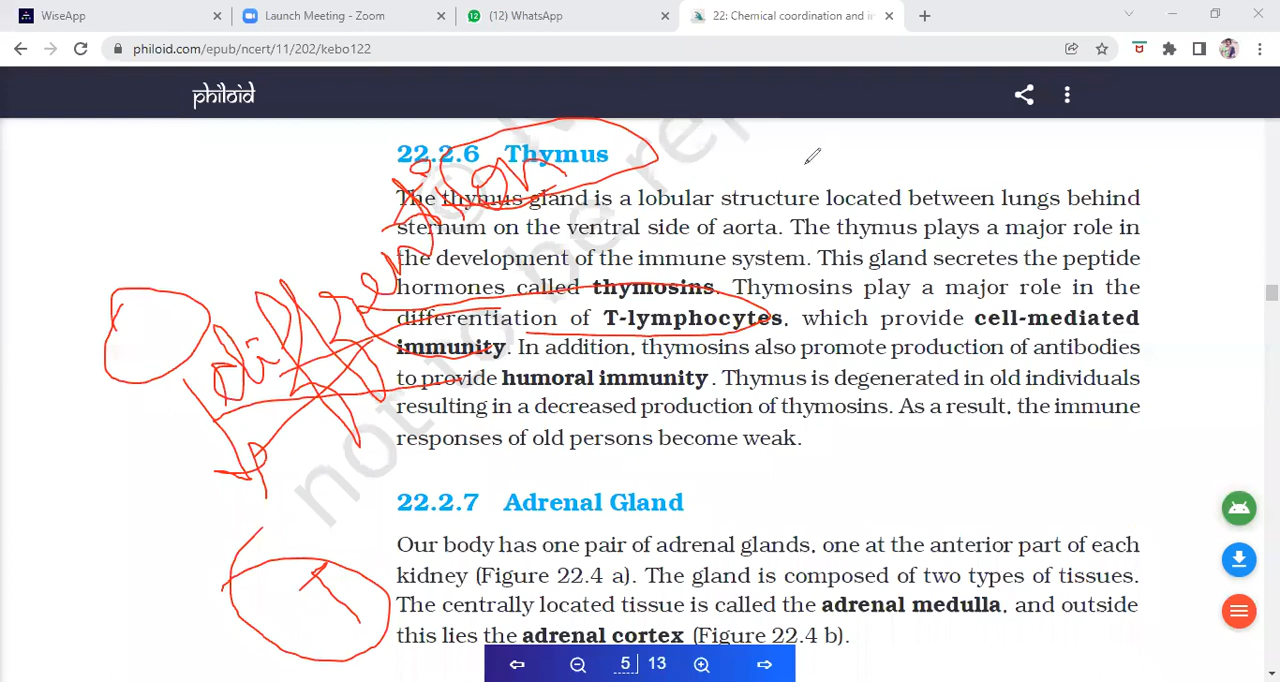 WiseApp
Launch Meeting - Zoom
(12) WhatsApp
22: Chemical coordination and in
philoid.com/epub/ncert/11/202/kebo122
philoid
22.2.6 Thymus
The thymus gland is a lobular structure located between lungs behind
sternum on the ventral side of aorta. The thymus plays a major role in
the development of the immune system. This gland secretes the peptide
hormones called thymosins. Thymosins play a major role in the
differentiation of T-lymphocytes, which provide cell-mediated
immunity. In addition, thymosins also promote production of antibodies
to provide humoral immunity. Thymus is degenerated in old individuals
resulting in a decreased production of thymosins. As a result, the immune
responses of old persons become weak.
not to be re
T
22.2.7 Adrenal Gland
Our body has one pair of adrenal glands, one at the anterior part of each
kidney (Figure 22.4 a). The gland is composed of two types of tissues.
The centrally located tissue is called the adrenal medulla, and outside
this lies the adrenal cortex (Figure 22.4 b).
5 13